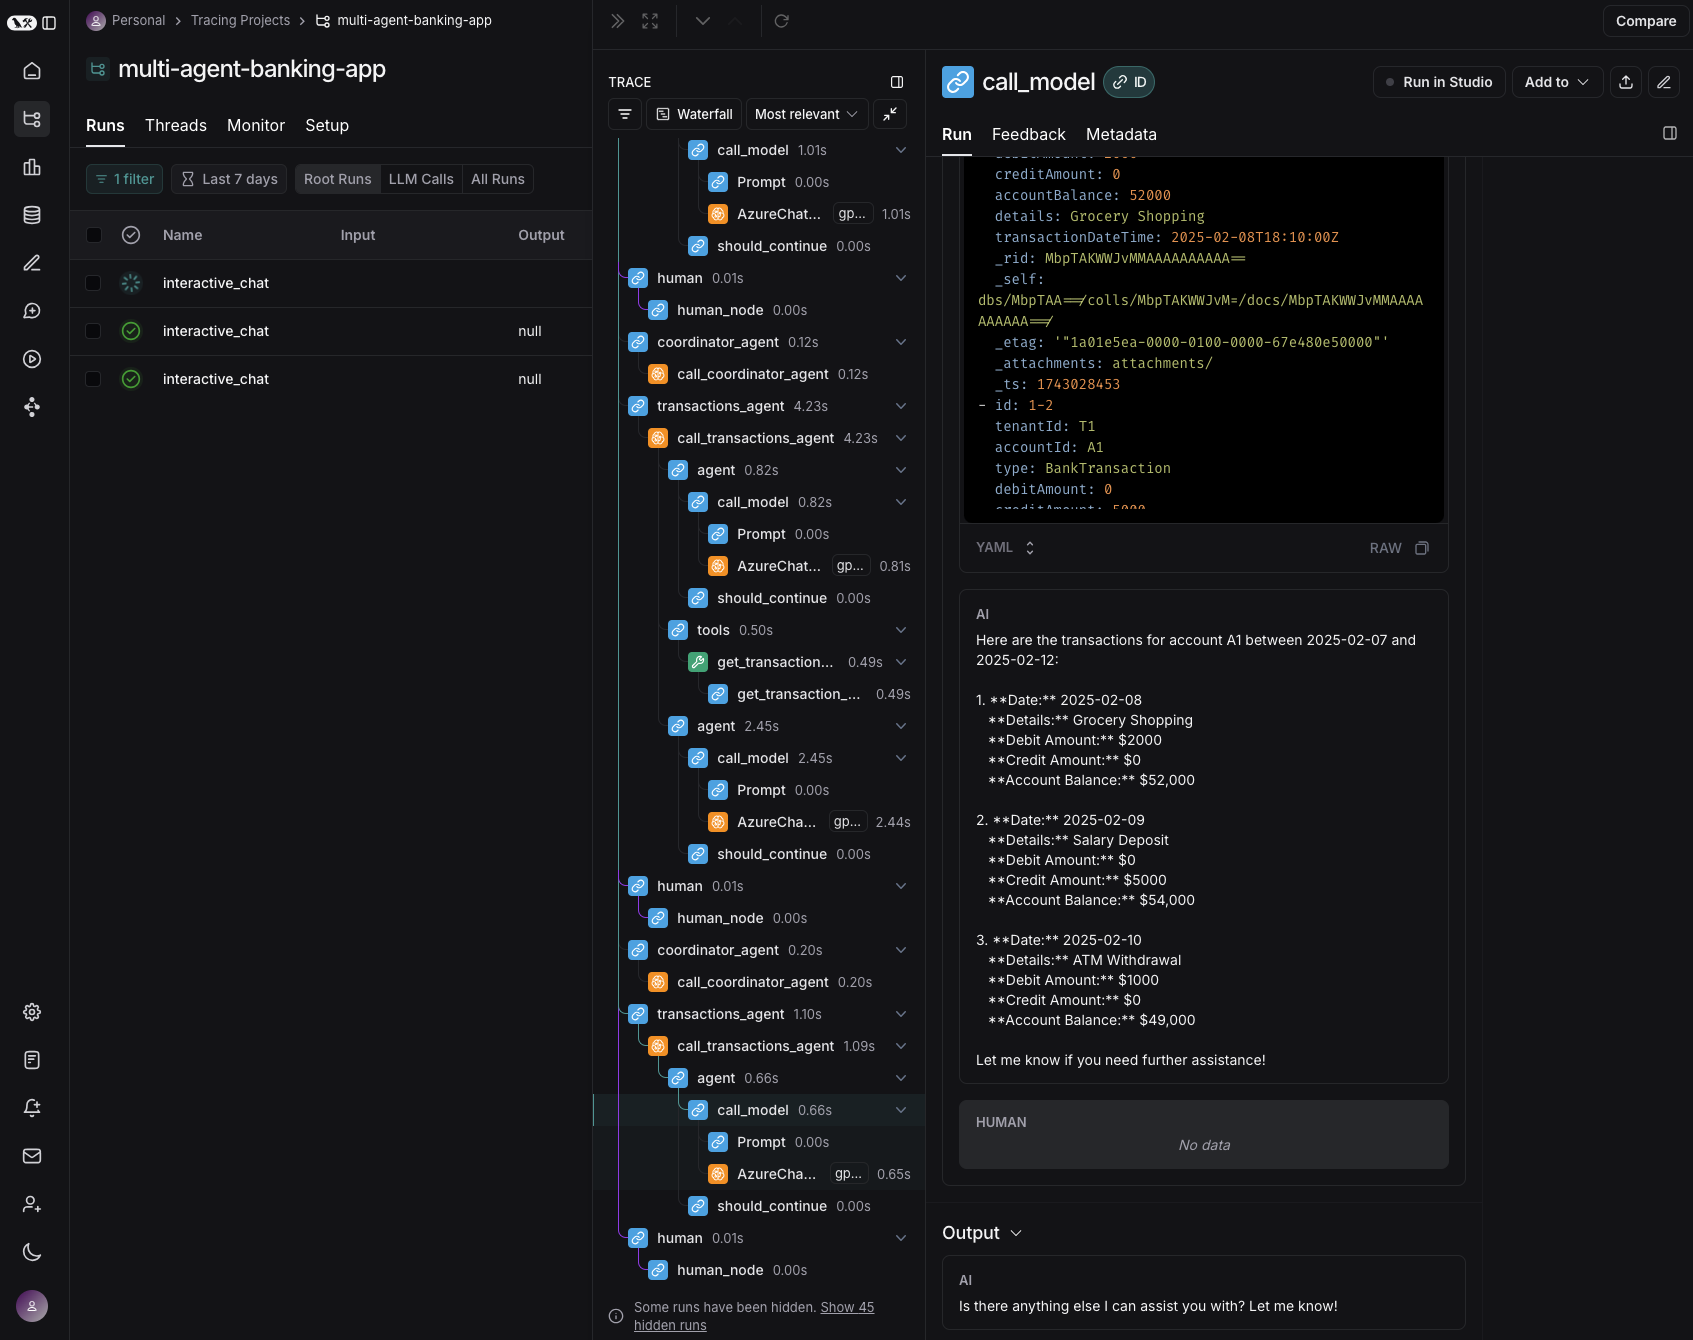 Personal > Tracing Projects > multi-agent-banking-app
multi-agent-banking-app
Runs Threads Monitor Setup
1 filter Last 7 days Root Runs LLM Calls All Runs
Name Input Output
interactive_chat
interactive_chat null
interactive_chat null
Compare
TRACE
Waterfall Most relevant
call_model 1.01s
Prompt 0.00s
AzureChat... gp... 1.01s
should_continue 0.00s
human 0.01s
human_node 0.00s
coordinator_agent 0.12s
call_coordinator_agent 0.12s
transactions_agent 4.23s
call_transactions_agent 4.23s
agent 0.82s
call_model 0.82s
Prompt 0.00s
AzureChat... gp... 0.81s
should_continue 0.00s
tools 0.50s
get_transaction... 0.49s
get_transaction_... 0.49s
agent 2.45s
call_model 2.45s
Prompt 0.00s
AzureCha... gp... 2.44s
should_continue 0.00s
human 0.01s
human_node 0.00s
coordinator_agent 0.20s
call_coordinator_agent 0.20s
transactions_agent 1.10s
call_transactions_agent 1.09s
agent 0.66s
call_model 0.66s
Prompt 0.00s
AzureCha... gp... 0.65s
should_continue 0.00s
human 0.01s
human_node 0.00s
Some runs have been hidden. Show 45
hidden runs
call_model ID
Run in Studio Add to
Run Feedback Metadata
creditAmount: 0
accountBalance: 52000
details: Grocery Shopping
transactionDateTime: 2025-02-08T18:10:00Z
_rid: MbpTAKWWJvMMAAAAAAAAAA==
_self:
dbs/MbpTAA==/colls/MbpTAKWWJvM=/docs/MbpTAKWWJvMMAAAA
AAAAAA==/
_etag: '"1a01e5ea-0000-0100-0000-67e480e50000"'
_attachments: attachments/
_ts: 1743028453
- id: 1-2
tenantId: T1
accountId: A1
type: BankTransaction
debitAmount: 0
creditAmount: 5000
YAML RAW
AI
Here are the transactions for account A1 between 2025-02-07 and
2025-02-12:
1. **Date:** 2025-02-08
**Details:** Grocery Shopping
**Debit Amount:** $2000
**Credit Amount:** $0
**Account Balance:** $52,000
2. **Date:** 2025-02-09
**Details:** Salary Deposit
**Debit Amount:** $0
**Credit Amount:** $5000
**Account Balance:** $54,000
3. **Date:** 2025-02-10
**Details:** ATM Withdrawal
**Debit Amount:** $1000
**Credit Amount:** $0
**Account Balance:** $49,000
Let me know if you need further assistance!
HUMAN
No data
Output
AI
Is there anything else I can assist you with? Let me know!